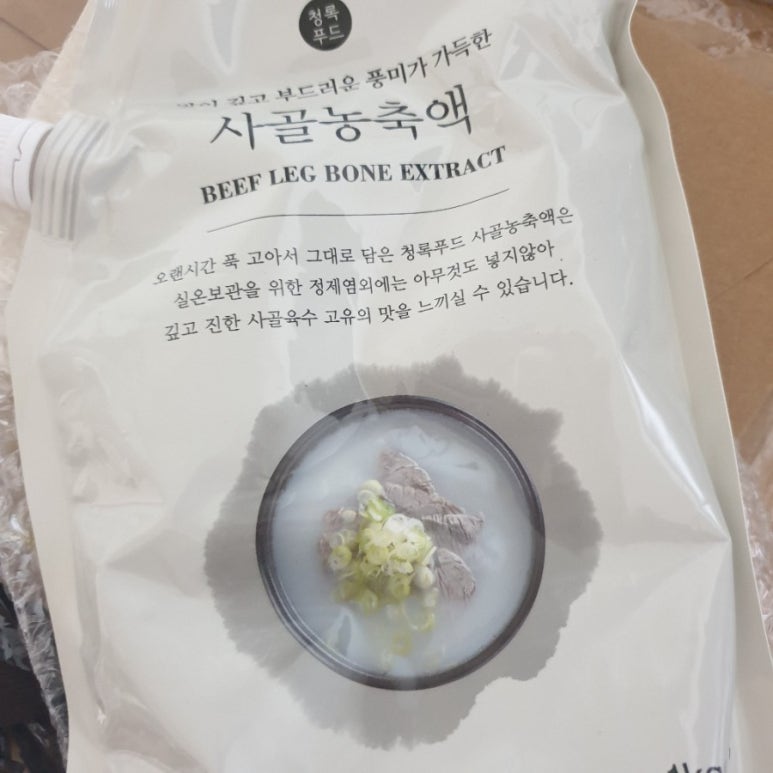 청록
푸드
깊고 부드러운 풍미가 가득한
사골농축액
BEEF LEG BONE EXTRACT
오랜시간 푹 고아서 그대로 담은 청록푸드 사골농축액은
실온보관을 위한 정제염외에는 아무것도 넣지않아
깊고 진한 사골육수 고유의 맛을 느끼실 수 있습니다.